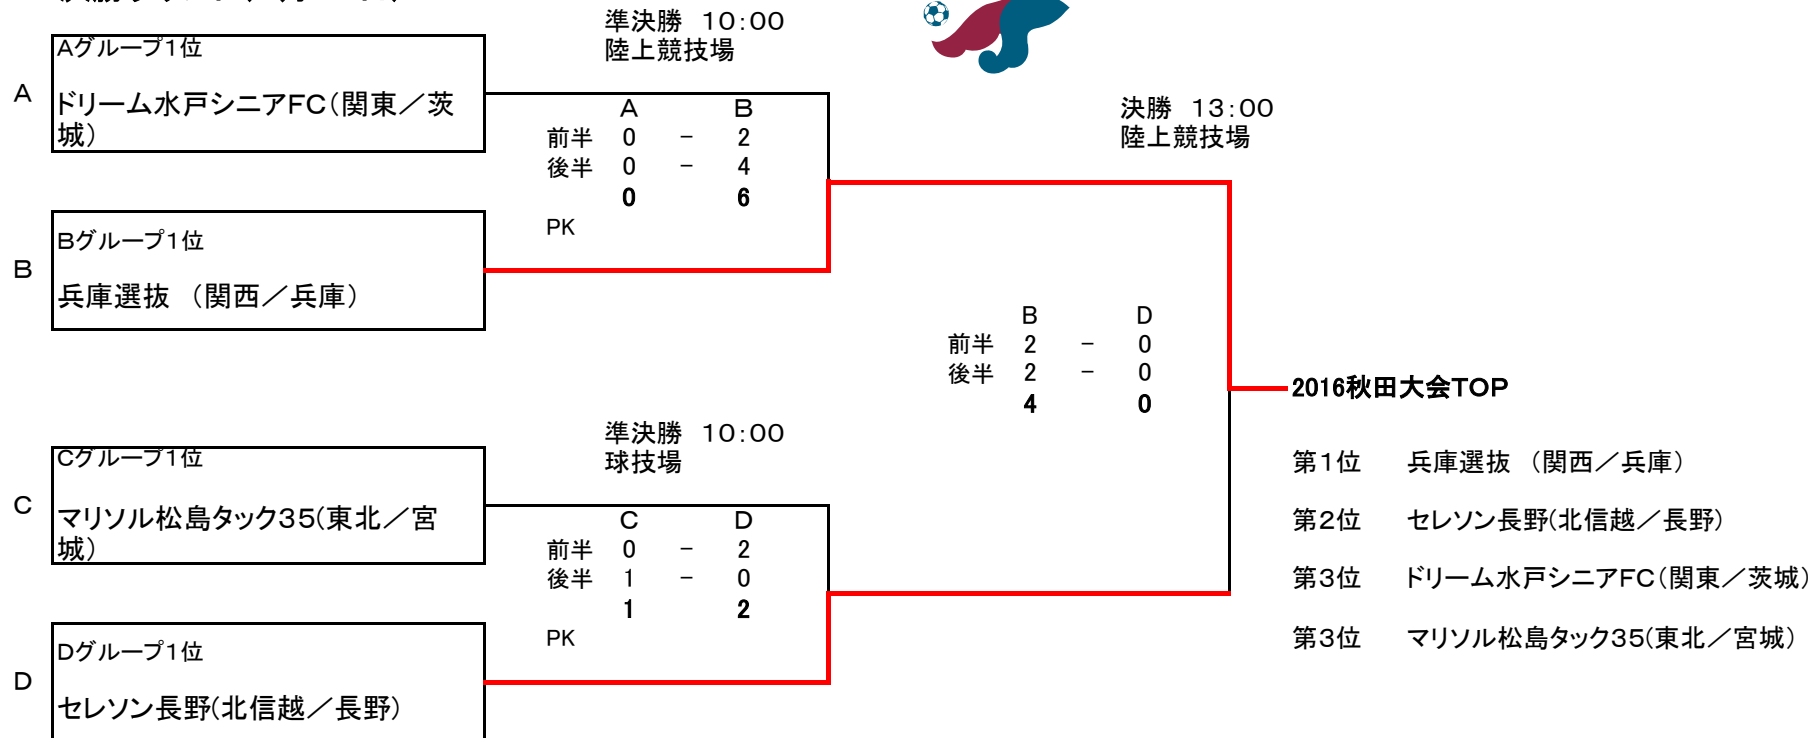 準決勝 10:00
陸上競技場
A
Aグループ1位
ドリーム水戸シニアFC(関東／茨
城)
A B
前半 0 - 2
後半 0 - 4
0 6
PK
B
Bグループ1位
兵庫選抜 （関西／兵庫）
決勝 13:00
陸上競技場
B D
前半 2 - 0
後半 2 - 0
4 0
準決勝 10:00
球技場
C
Cグループ1位
マリソル松島タック35(東北／宮
城)
C D
前半 0 - 2
後半 1 - 0
1 2
PK
D
Dグループ1位
セレソン長野(北信越／長野)
2016秋田大会TOP
第1位 兵庫選抜 （関西／兵庫）
第2位 セレソン長野(北信越／長野)
第3位 ドリーム水戸シニアFC(関東／茨城)
第3位 マリソル松島タック35(東北／宮城)